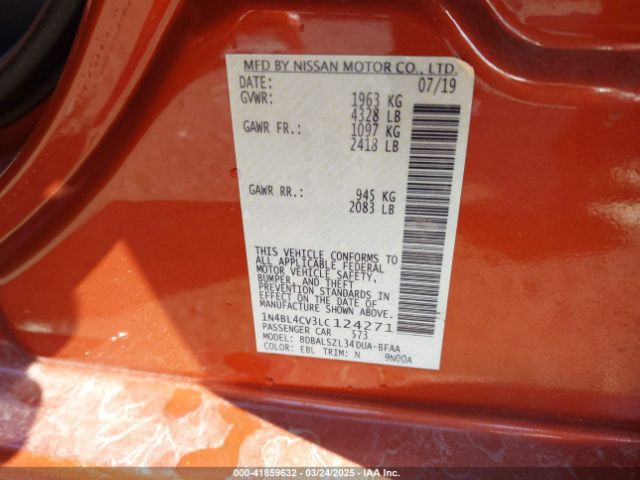 MFD BY NISSAN MOTOR CO., LTD.
DATE: 07/19
GVWR: 1963 KG
4328 LB
GAWR FR.: 1097 KG
2418 LB
GAWR RR.: 945 KG
2083 LB
THIS VEHICLE CONFORMS TO
ALL APPLICABLE FEDERAL
MOTOR VEHICLE SAFETY,
BUMPER, AND THEFT
PREVENTION STANDARDS IN
EFFECT ON THE DATE OF
MANUFACTURE SHOWN ABOVE.
1N4BL4CV3LC124271
PASSENGER CAR 573
MODEL: BDBALSZL34DUA-BFAA
COLOR: EBL TRIM: N 9N00A
000-41859632 - 03/24/2025 - IAA Inc.